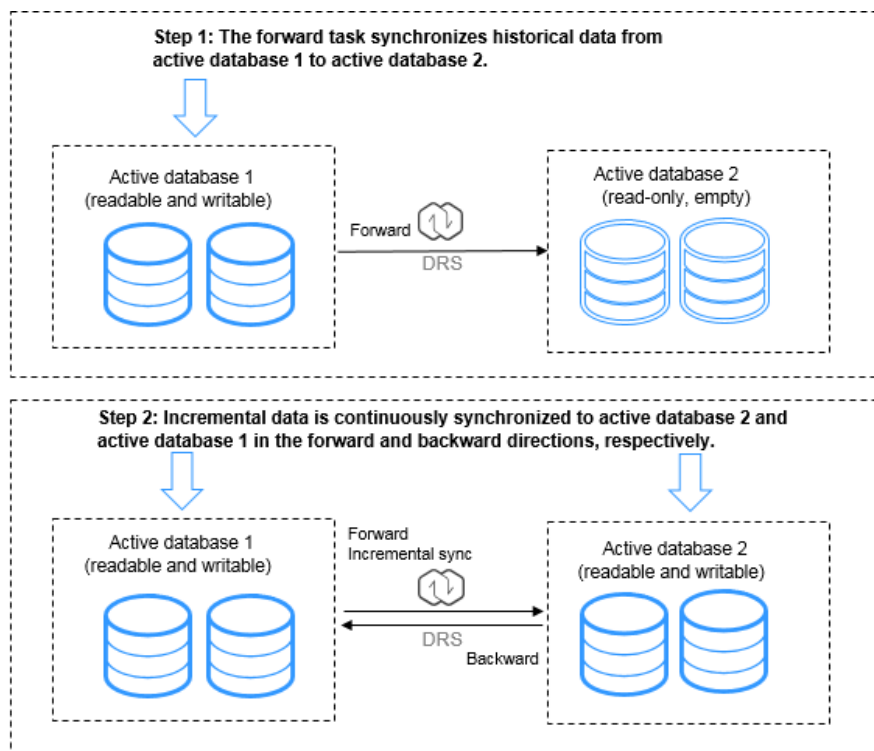 Step 1: The forward task synchronizes historical data from
active database 1 to active database 2.
Active database 1
(readable and writable)
Forward
DRS
Active database 2
(read-only, empty)
Step 2: Incremental data is continuously synchronized to active database 2 and
active database 1 in the forward and backward directions, respectively.
Active database 1
(readable and writable)
Forward
Incremental sync
DRS
Backward
Active database 2
(readable and writable)